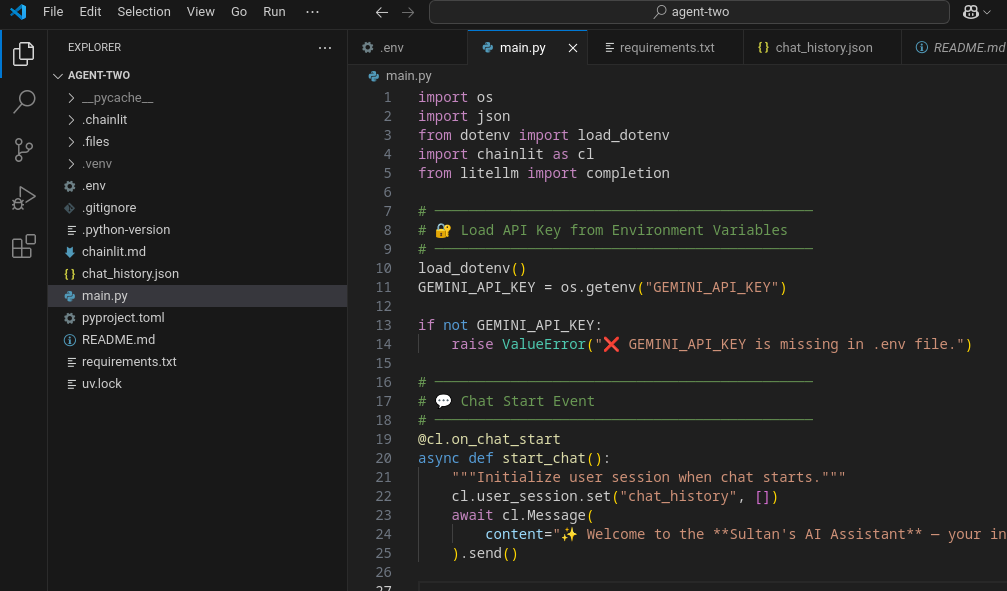 File Edit Selection View Go Run ···
agent-two
EXPLORER ···
AGENT-TWO
__pycache__
.chainlit
.files
.venv
.env
.gitignore
.python-version
chainlit.md
chat_history.json
main.py
pyproject.toml
README.md
requirements.txt
uv.lock
.env
main.py
requirements.txt
chat_history.json
README.md
main.py
1 import os
2 import json
3 from dotenv import load_dotenv
4 import chainlit as cl
5 from litellm import completion
6
7 # ─────────────────────────────────────────────
8 # 🔐 Load API Key from Environment Variables
9 # ─────────────────────────────────────────────
10 load_dotenv()
11 GEMINI_API_KEY = os.getenv("GEMINI_API_KEY")
12
13 if not GEMINI_API_KEY:
14     raise ValueError("❌ GEMINI_API_KEY is missing in .env file.")
15
16 # ─────────────────────────────────────────────
17 # 💬 Chat Start Event
18 # ─────────────────────────────────────────────
19 @cl.on_chat_start
20 async def start_chat():
21     """Initialize user session when chat starts."""
22     cl.user_session.set("chat_history", [])
23     await cl.Message(
24         content="✨ Welcome to the **Sultan's AI Assistant** — your in
25     ).send()
26
27